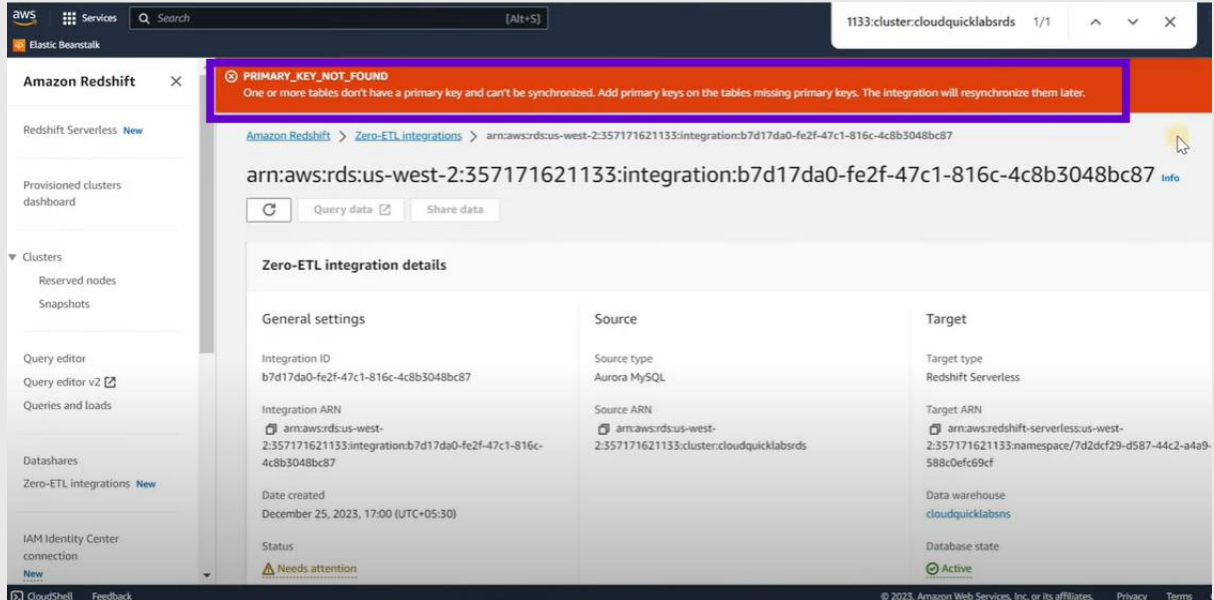 aws
Services
Search
[Alt+S]
1133:cluster:cloudquicklabsrds 1/1
Elastic Beanstalk
Amazon Redshift
PRIMARY_KEY_NOT_FOUND
One or more tables don't have a primary key and can't be synchronized. Add primary keys on the tables missing primary keys. The integration will resynchronize them later.
Redshift Serverless New
Provisioned clusters
dashboard
Clusters
Reserved nodes
Snapshots
Query editor
Query editor v2
Queries and loads
Datashares
Zero-ETL integrations New
IAM Identity Center
connection
New
Amazon Redshift > Zero-ETL integrations > arn:aws:rds:us-west-2:357171621133:integration:b7d17da0-fe2f-47c1-816c-4c8b3048bc87
arn:aws:rds:us-west-2:357171621133:integration:b7d17da0-fe2f-47c1-816c-4c8b3048bc87 Info
Query data
Share data
Zero-ETL integration details
General settings
Integration ID
b7d17da0-fe2f-47c1-816c-4c8b3048bc87
Integration ARN
arn:aws:rds:us-west-
2:357171621133:integration:b7d17da0-fe2f-47c1-816c-
4c8b3048bc87
Date created
December 25, 2023, 17:00 (UTC+05:30)
Status
Needs attention
Source
Source type
Aurora MySQL
Source ARN
arn:aws:rds:us-west-
2:357171621133:cluster:cloudquicklabsrds
Target
Target type
Redshift Serverless
Target ARN
arn:aws:redshift-serverless:us-west-
2:357171621133:namespace/7d2dcf29-d587-44c2-a4a9-
588c0efc69cf
Data warehouse
cloudquicklabsns
Database state
Active
CloudShell
Feedback
© 2023, Amazon Web Services, Inc. or its affiliates.
Privacy
Terms